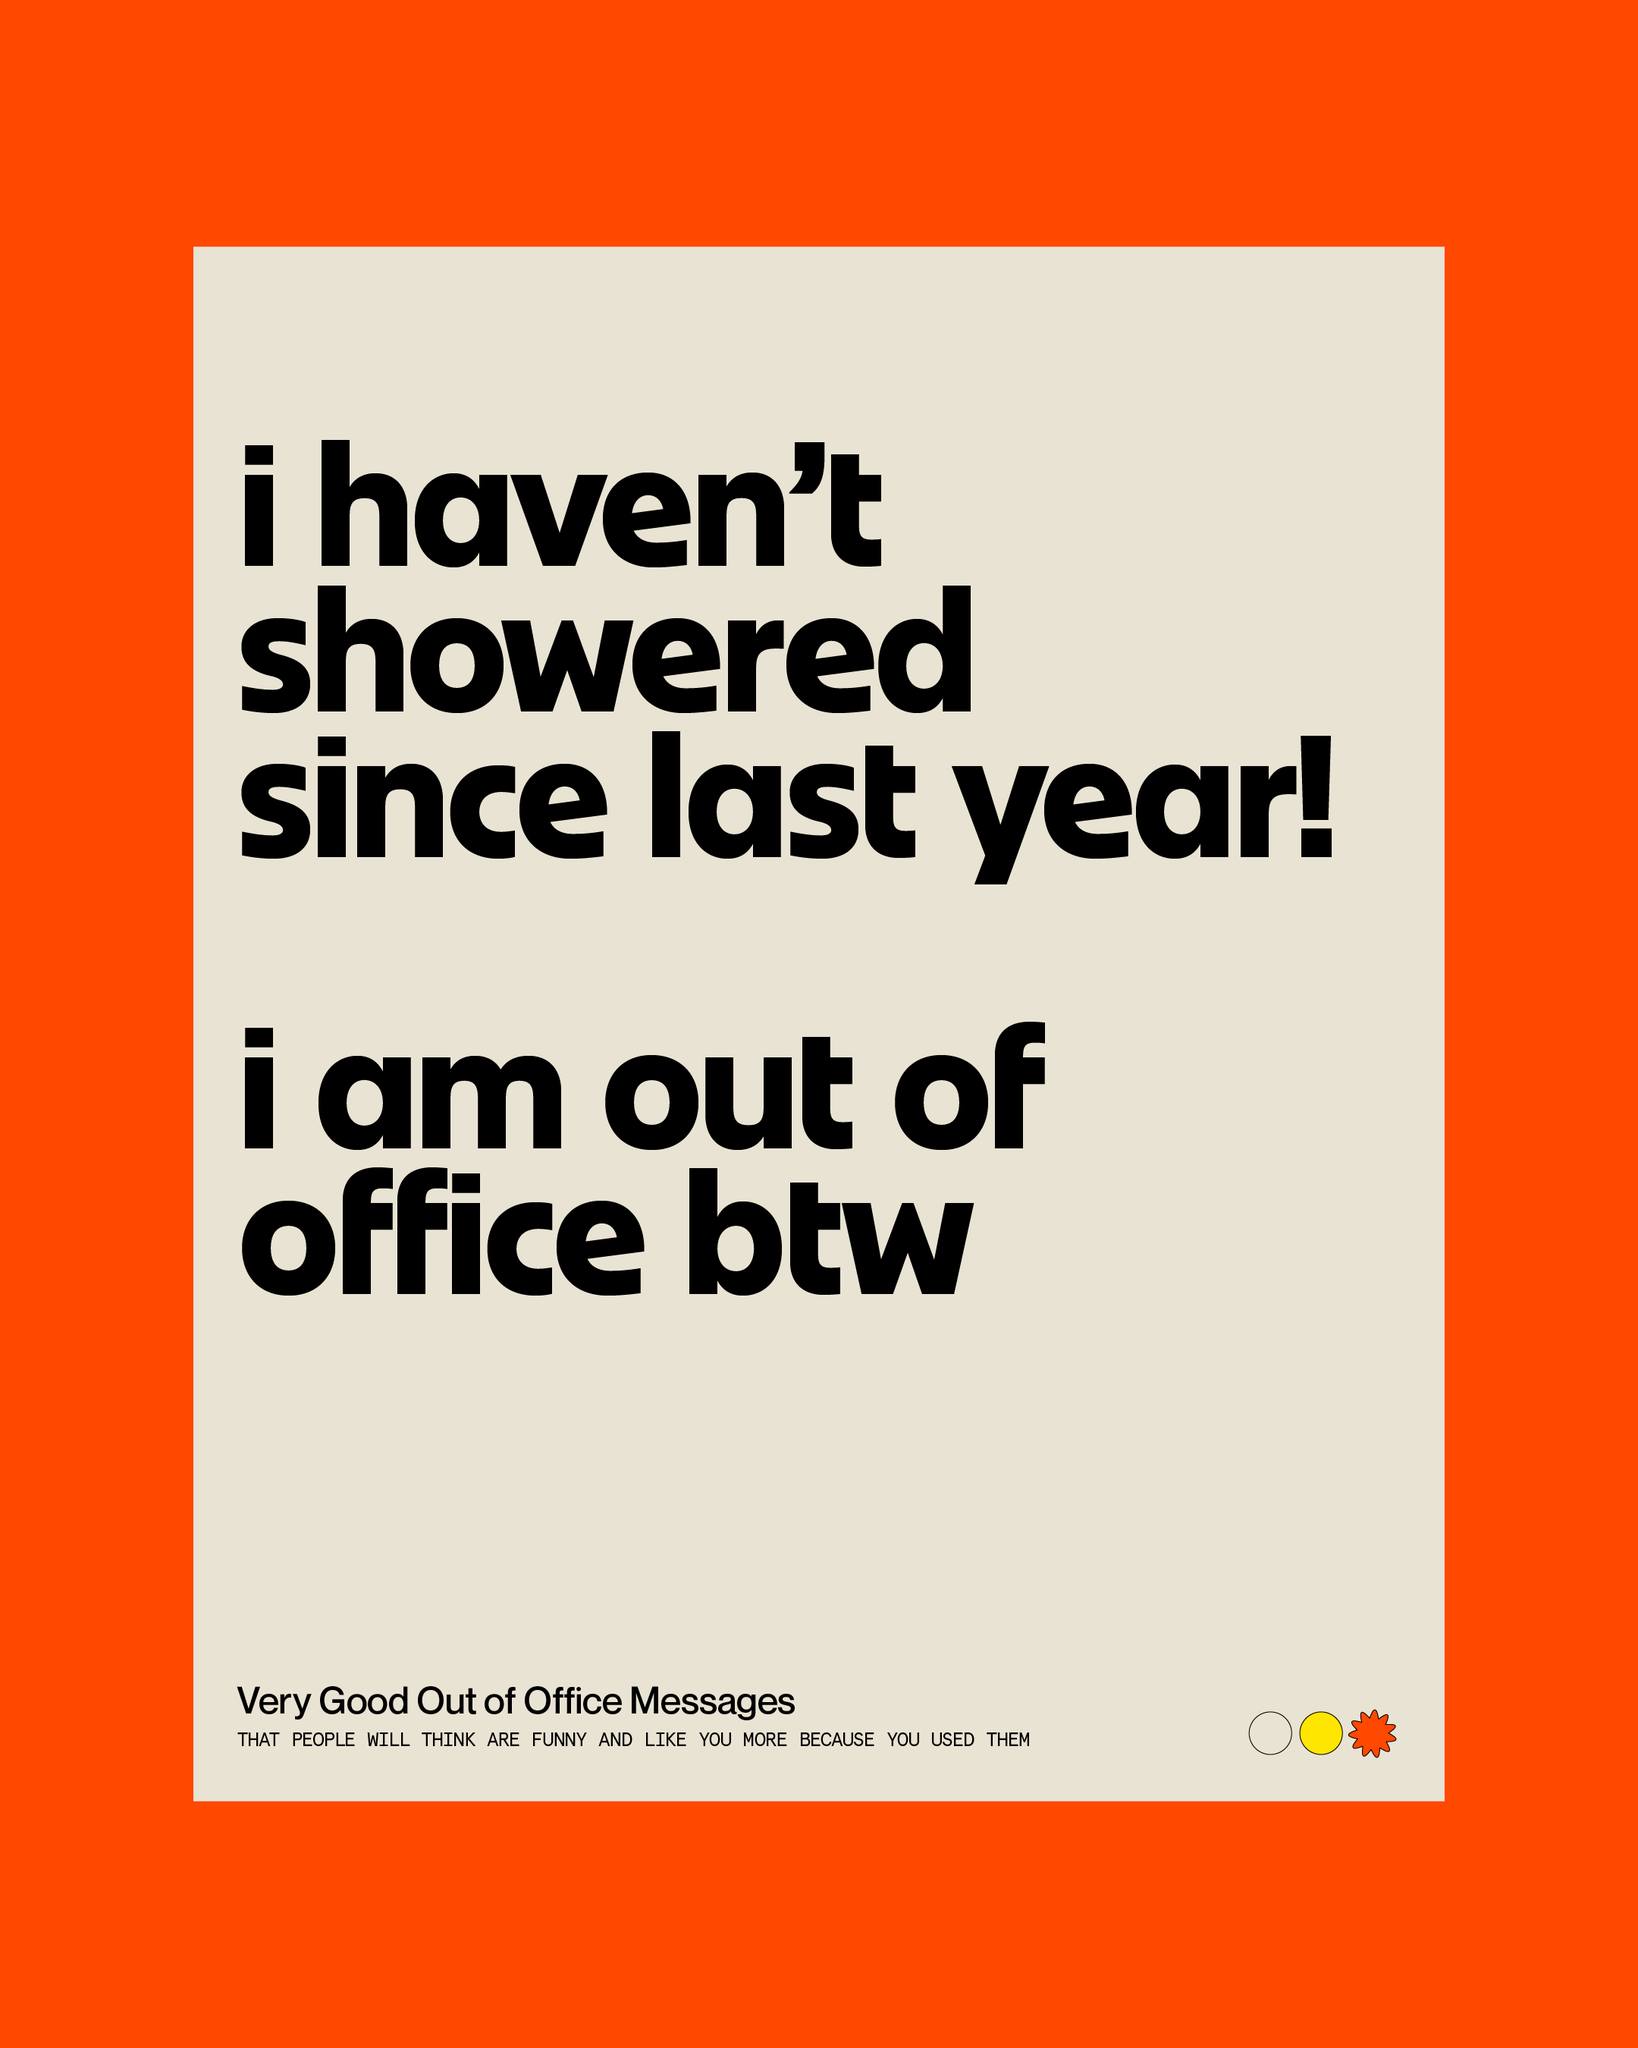 i haven’t
showered
since last year!
i am out of
office btw
Very Good Out of Office Messages
THAT PEOPLE WILL THINK ARE FUNNY AND LIKE YOU MORE BECAUSE YOU USED THEM